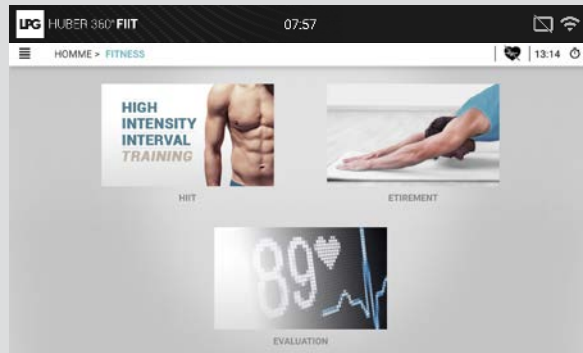 LPG HUBER 360° FIIT 07:57
HOMME > FITNESS 13:14
HIGH
INTENSITY
INTERVAL
TRAINING
HIIT
ETIREMENT
89
EVALUATION